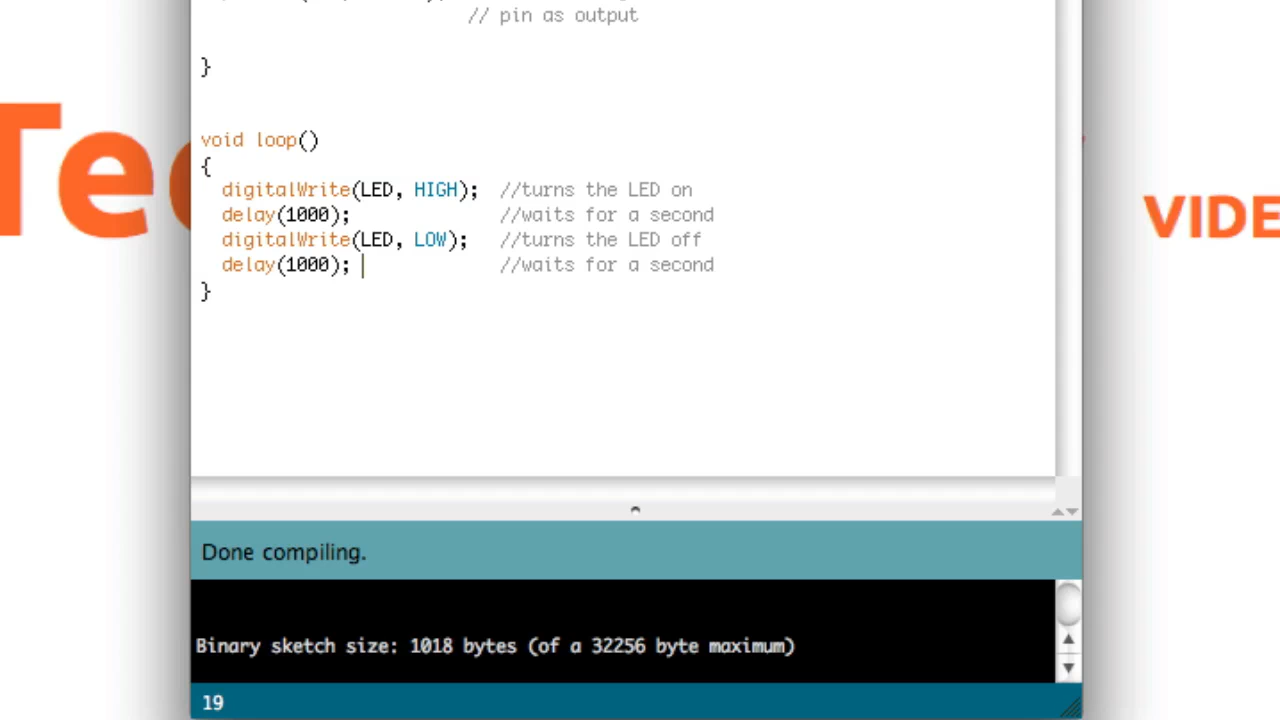 // pin as output
}
void loop()
{
digitalWrite(LED, HIGH); //turns the LED on
delay(1000); //waits for a second
digitalWrite(LED, LOW); //turns the LED off
delay(1000); //waits for a second
}
Tec
VIDE
Done compiling.
Binary sketch size: 1018 bytes (of a 32256 byte maximum)
19